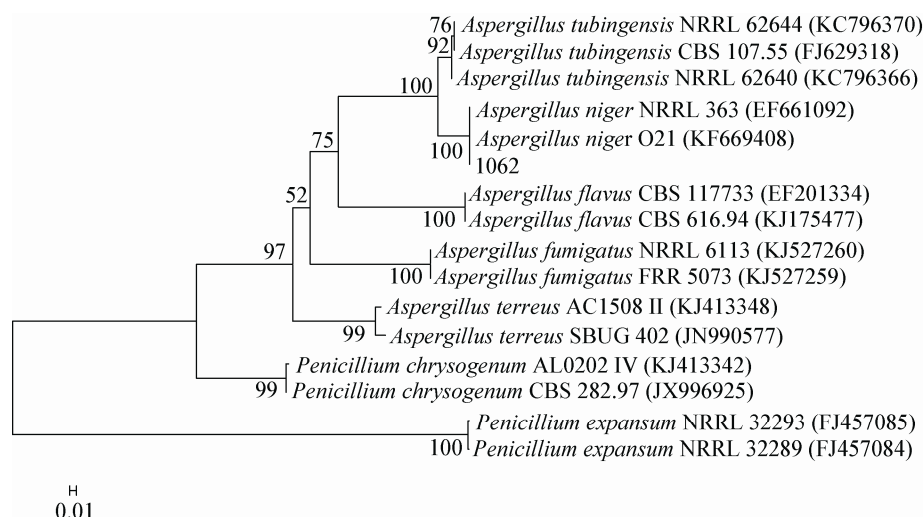 76 Aspergillus tubingensis NRRL 62644 (KC796370)
92 Aspergillus tubingensis CBS 107.55 (FJ629318)
Aspergillus tubingensis NRRL 62640 (KC796366)
100
Aspergillus niger NRRL 363 (EF661092)
Aspergillus niger O21 (KF669408)
100
1062
75
Aspergillus flavus CBS 117733 (EF201334)
100 Aspergillus flavus CBS 616.94 (KJ175477)
52
97
Aspergillus fumigatus NRRL 6113 (KJ527260)
100 Aspergillus fumigatus FRR 5073 (KJ527259)
Aspergillus terreus AC1508 II (KJ413348)
99 Aspergillus terreus SBUG 402 (JN990577)
Penicillium chrysogenum AL0202 IV (KJ413342)
99 Penicillium chrysogenum CBS 282.97 (JX996925)
Penicillium expansum NRRL 32293 (FJ457085)
100 Penicillium expansum NRRL 32289 (FJ457084)
0.01